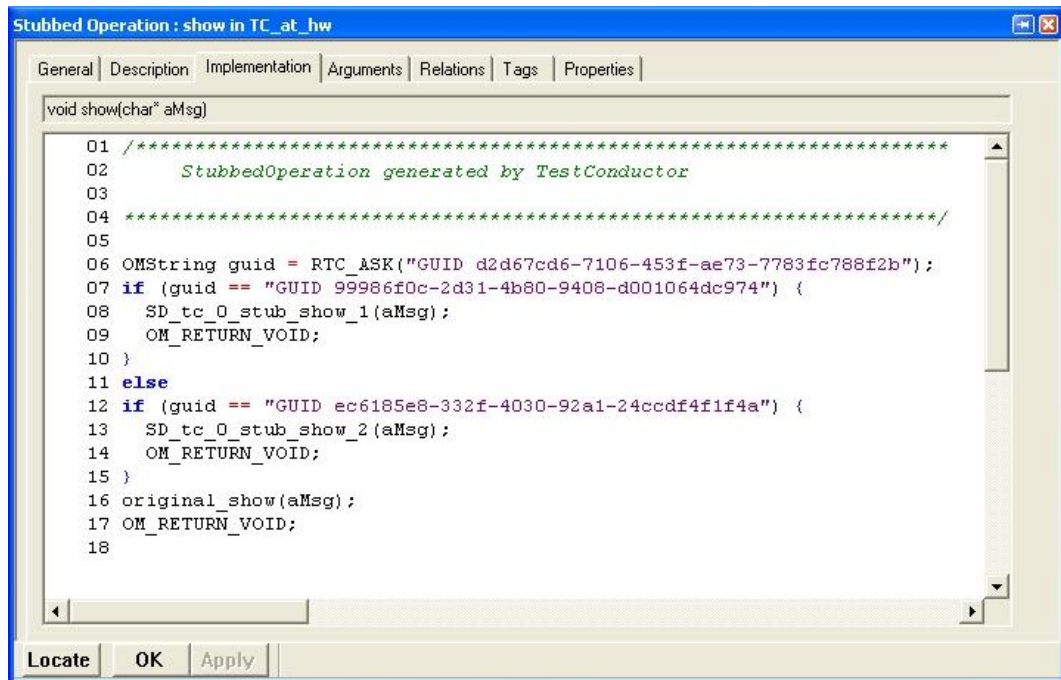 Stubbed Operation : show in TC_at_hw
General Description Implementation Arguments Relations Tags Properties
void show(char* aMsg)
01 /*********************************************************************
02 StubbedOperation generated by TestConductor
03
04 *********************************************************************/
05
06 OMString guid = RTC_ASK("GUID d2d67cd6-7106-453f-ae73-7783fc788f2b");
07 if (guid == "GUID 99986f0c-2d31-4b80-9408-d001064dc974") {
08 SD_tc_0_stub_show_1(aMsg);
09 OM_RETURN_VOID;
10 }
11 else
12 if (guid == "GUID ec6185e8-332f-4030-92a1-24ccdf4f1f4a") {
13 SD_tc_0_stub_show_2(aMsg);
14 OM_RETURN_VOID;
15 }
16 original_show(aMsg);
17 OM_RETURN_VOID;
18
Locate OK Apply